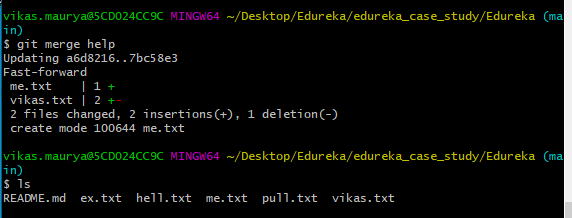 vikas.maurya@5CDO24CC9C MINGW64 ~/Desktop/Edureka/edureka_case_study/Edureka (ma
in)
$ git merge help
Updating a6d8216..7bc58e3
Fast-forward
 me.txt    | 1 +
 vikas.txt | 2 +-
 2 files changed, 2 insertions(+), 1 deletion(-)
 create mode 100644 me.txt
vikas.maurya@5CDO24CC9C MINGW64 ~/Desktop/Edureka/edureka_case_study/Edureka (ma
in)
$ ls
README.md  ex.txt  hell.txt  me.txt  pull.txt  vikas.txt